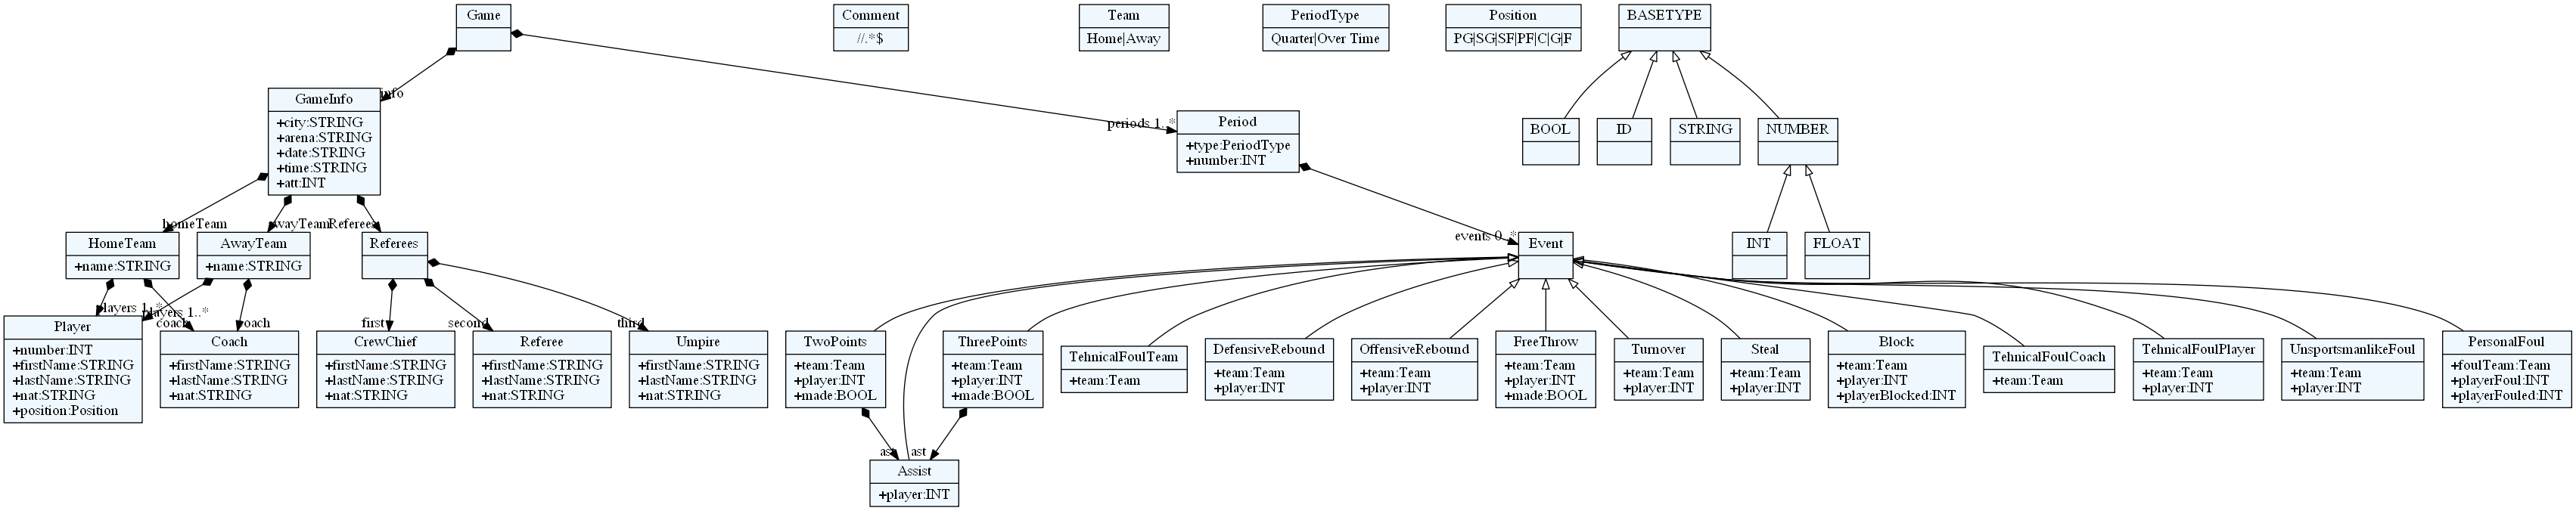 Game
Comment
//.*$
Team
Home|Away
PeriodType
Quarter|Over Time
Position
PG|SG|SF|PF|C|G|F
BASETYPE
info
GameInfo
+city:STRING
+arena:STRING
+date:STRING
+time:STRING
+att:INT
periods 1..*
Period
+type:PeriodType
+number:INT
BOOL
ID
STRING
NUMBER
homeTeam
awayTeam
Referees
HomeTeam
+name:STRING
AwayTeam
+name:STRING
Referees
events 0..*
Event
INT
FLOAT
players 1..*
players 1..*
coach
coach
first
second
third
Player
+number:INT
+firstName:STRING
+lastName:STRING
+nat:STRING
+position:Position
Coach
+firstName:STRING
+lastName:STRING
+nat:STRING
CrewChief
+firstName:STRING
+lastName:STRING
+nat:STRING
Referee
+firstName:STRING
+lastName:STRING
+nat:STRING
Umpire
+firstName:STRING
+lastName:STRING
+nat:STRING
TwoPoints
+team:Team
+player:INT
+made:BOOL
ThreePoints
+team:Team
+player:INT
+made:BOOL
TehnicalFoulTeam
+team:Team
DefensiveRebound
+team:Team
+player:INT
OffensiveRebound
+team:Team
+player:INT
FreeThrow
+team:Team
+player:INT
+made:BOOL
Turnover
+team:Team
+player:INT
Steal
+team:Team
+player:INT
Block
+team:Team
+player:INT
+playerBlocked:INT
TehnicalFoulCoach
+team:Team
TehnicalFoulPlayer
+team:Team
+player:INT
UnsportsmanlikeFoul
+team:Team
+player:INT
PersonalFoul
+foulTeam:Team
+playerFoul:INT
+playerFouled:INT
ast
ast
Assist
+player:INT